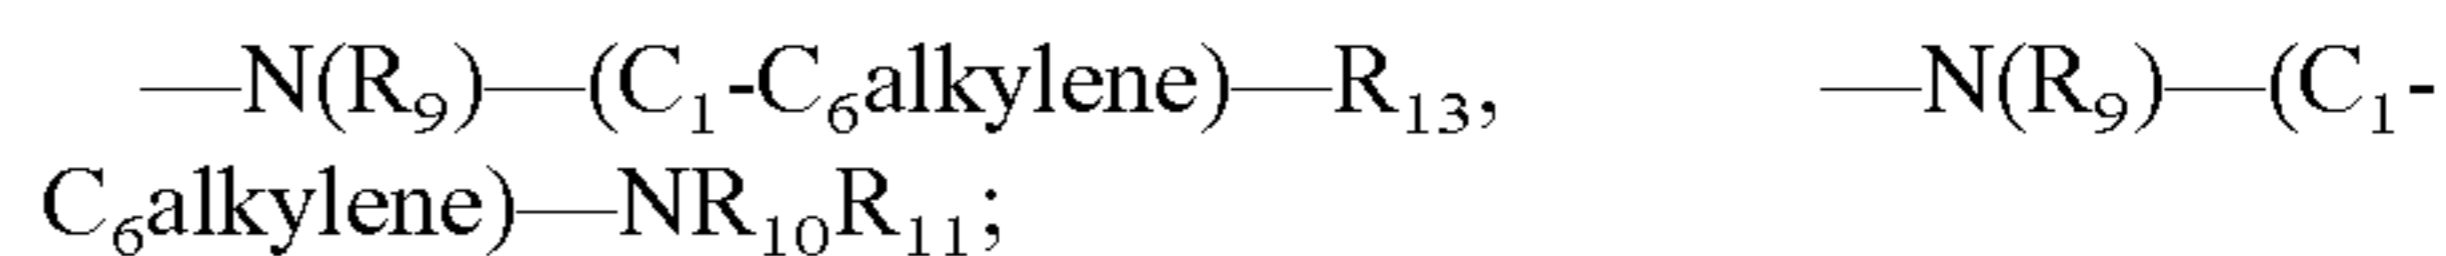 —N(R₉)—(C₁-C₆alkylene)—R₁₃, —N(R₉)—(C₁-
C₆alkylene)—NR₁₀R₁₁;